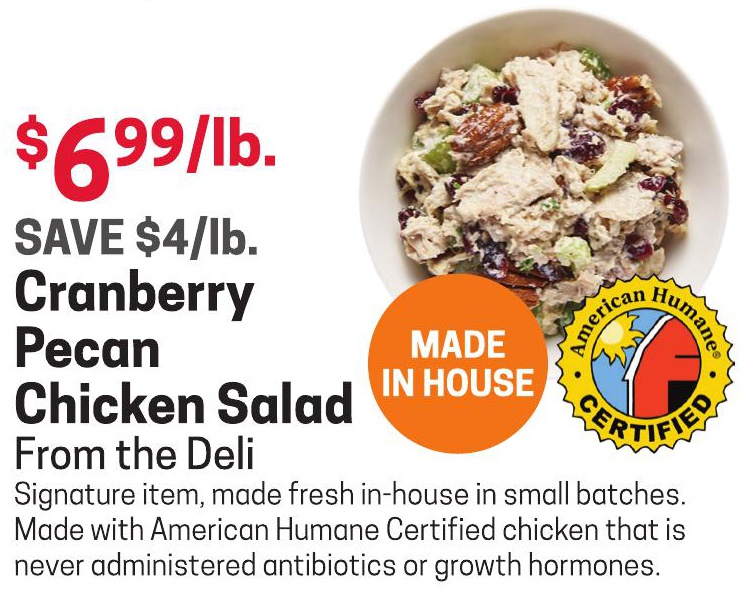 $6.99/lb.
SAVE $4/lb.
Cranberry
Pecan
Chicken Salad
From the Deli
Signature item, made fresh in-house in small batches.
Made with American Humane Certified chicken that is
never administered antibiotics or growth hormones.
MADE
IN HOUSE
American Humane®
CERTIFIED